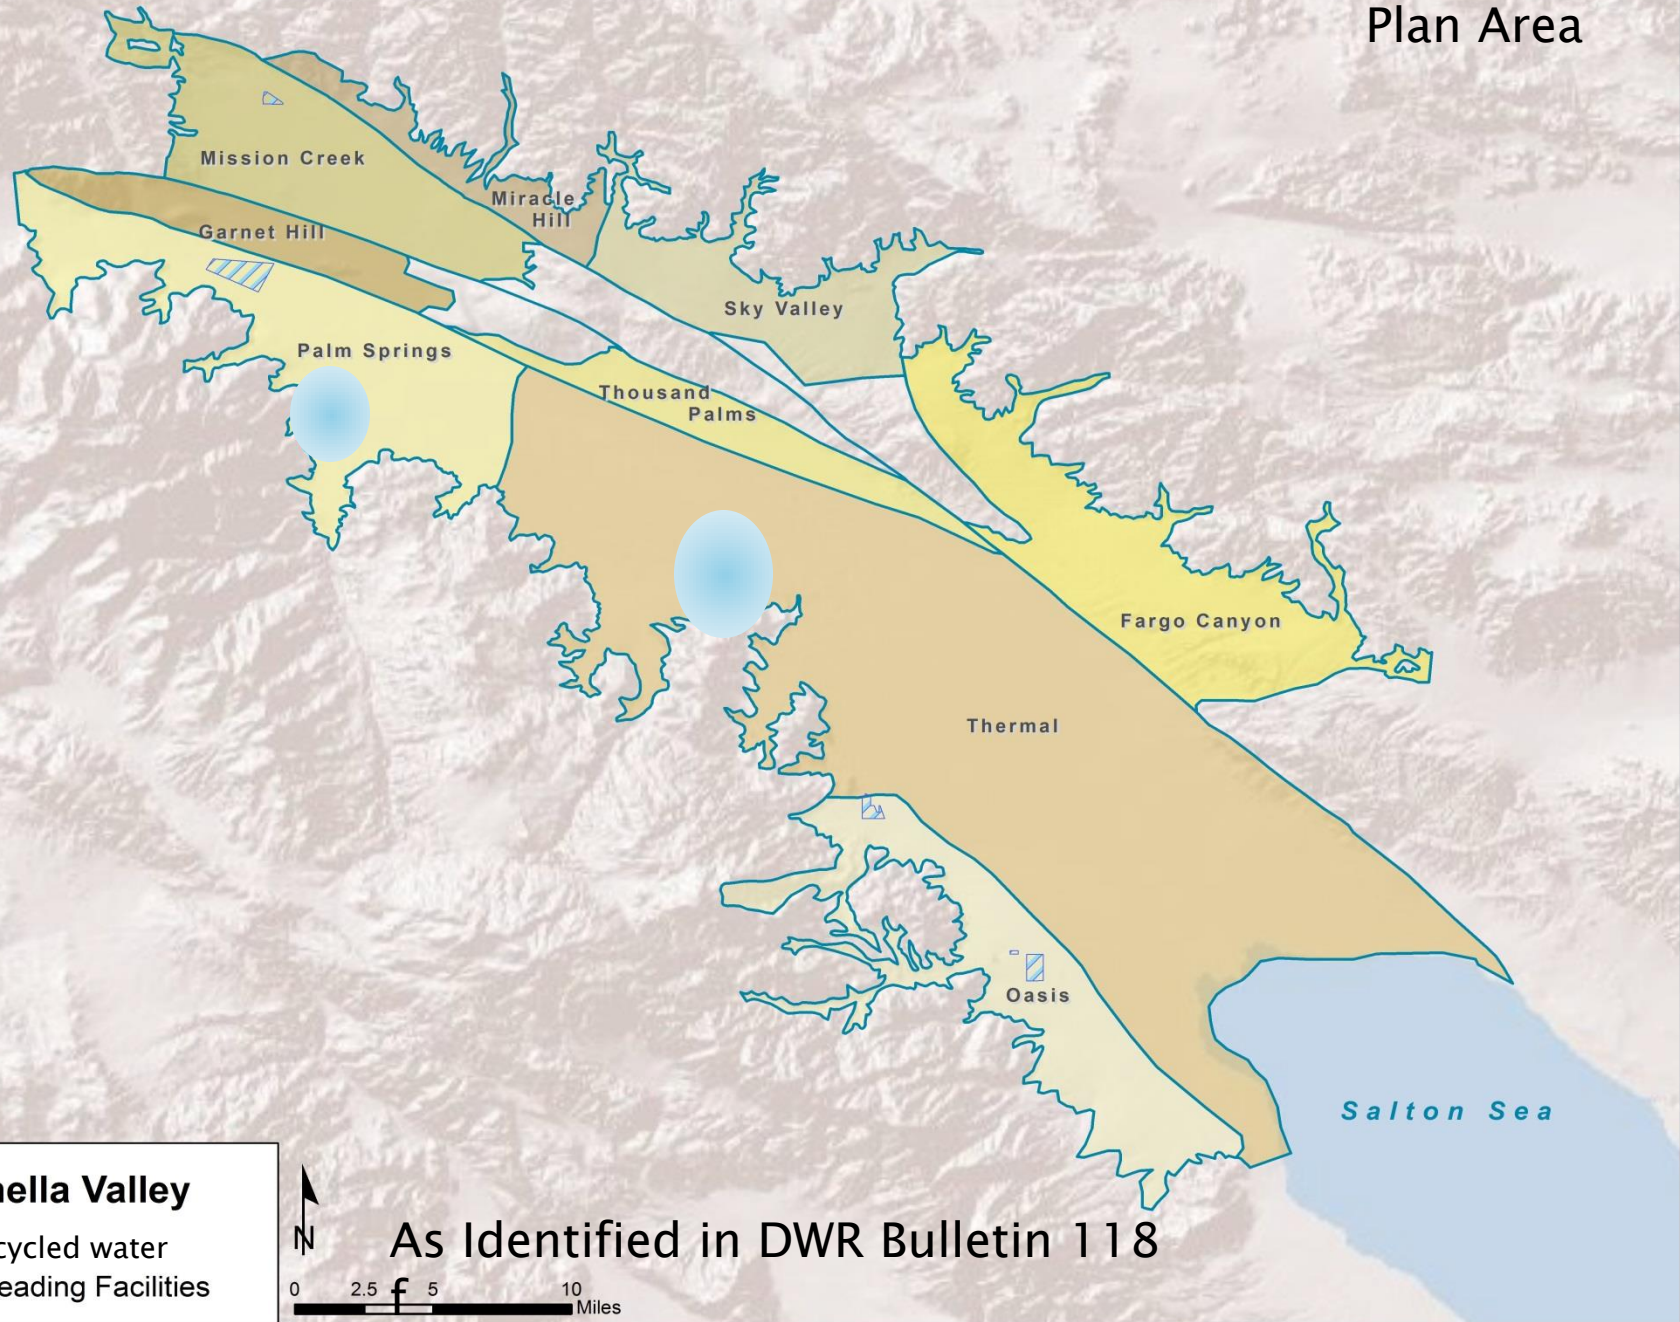 Plan Area
Mission Creek
Miracle
Hill
Garnet Hill
Sky Valley
Palm Springs
Thousand
Palms
Fargo Canyon
Thermal
Oasis
Salton Sea
nella Valley
cycled water
eading Facilities
N
As Identified in DWR Bulletin 118
0 2.5 f 5 10
Miles